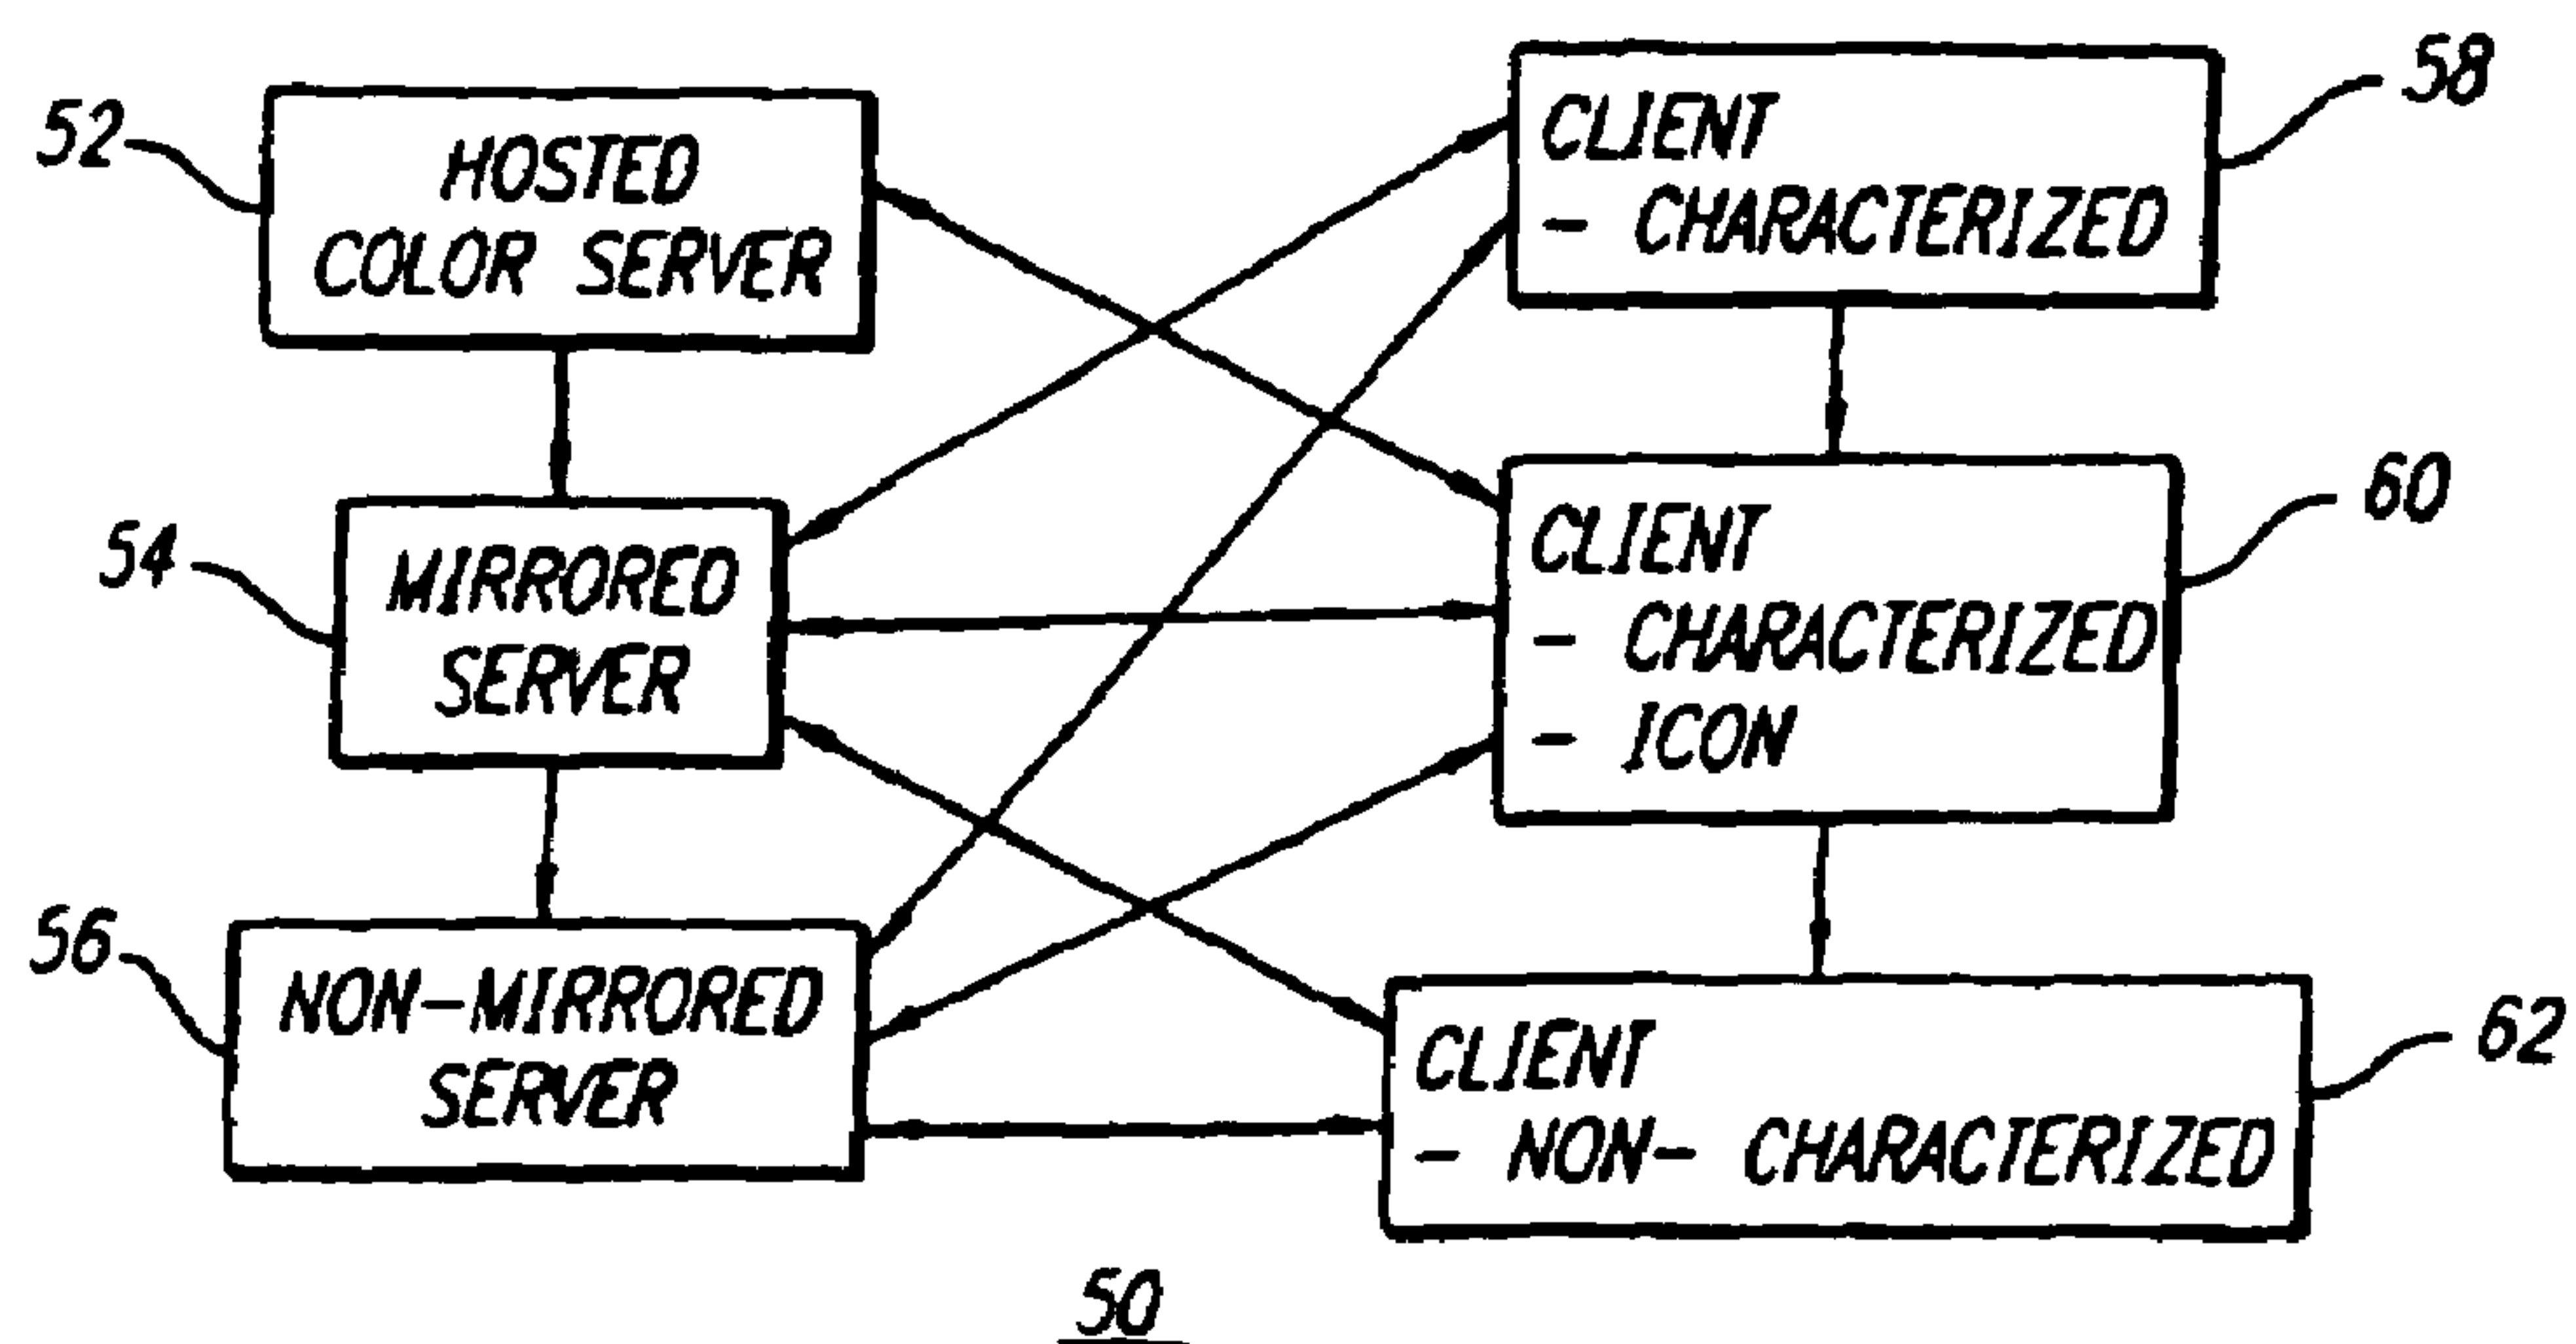 52
HOSTED
COLOR SERVER
54
MIRRORED
SERVER
56
NON-MIRRORED
SERVER
58
CLIENT
- CHARACTERIZED
60
CLIENT
- CHARACTERIZED
- ICON
62
CLIENT
- NON- CHARACTERIZED
50